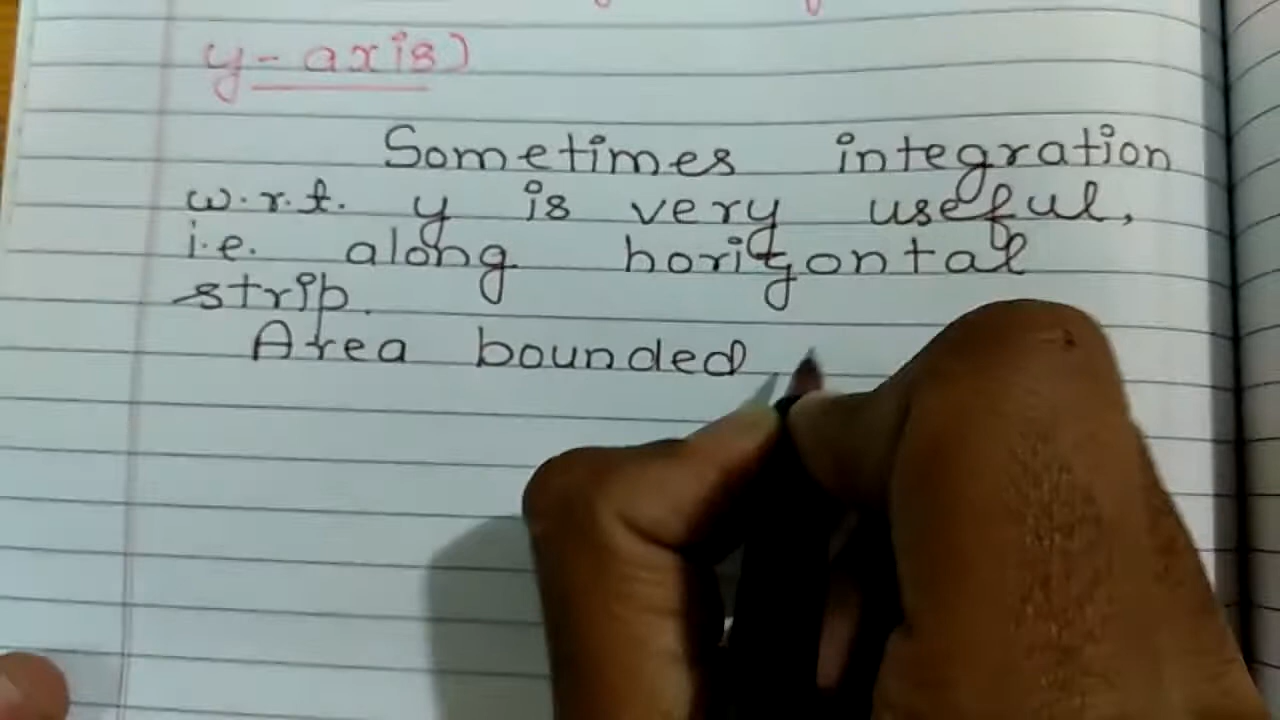 y-axis)
Sometimes integration
w.r.t. y is very useful,
i.e. along horizontal
strip.
Area bounded